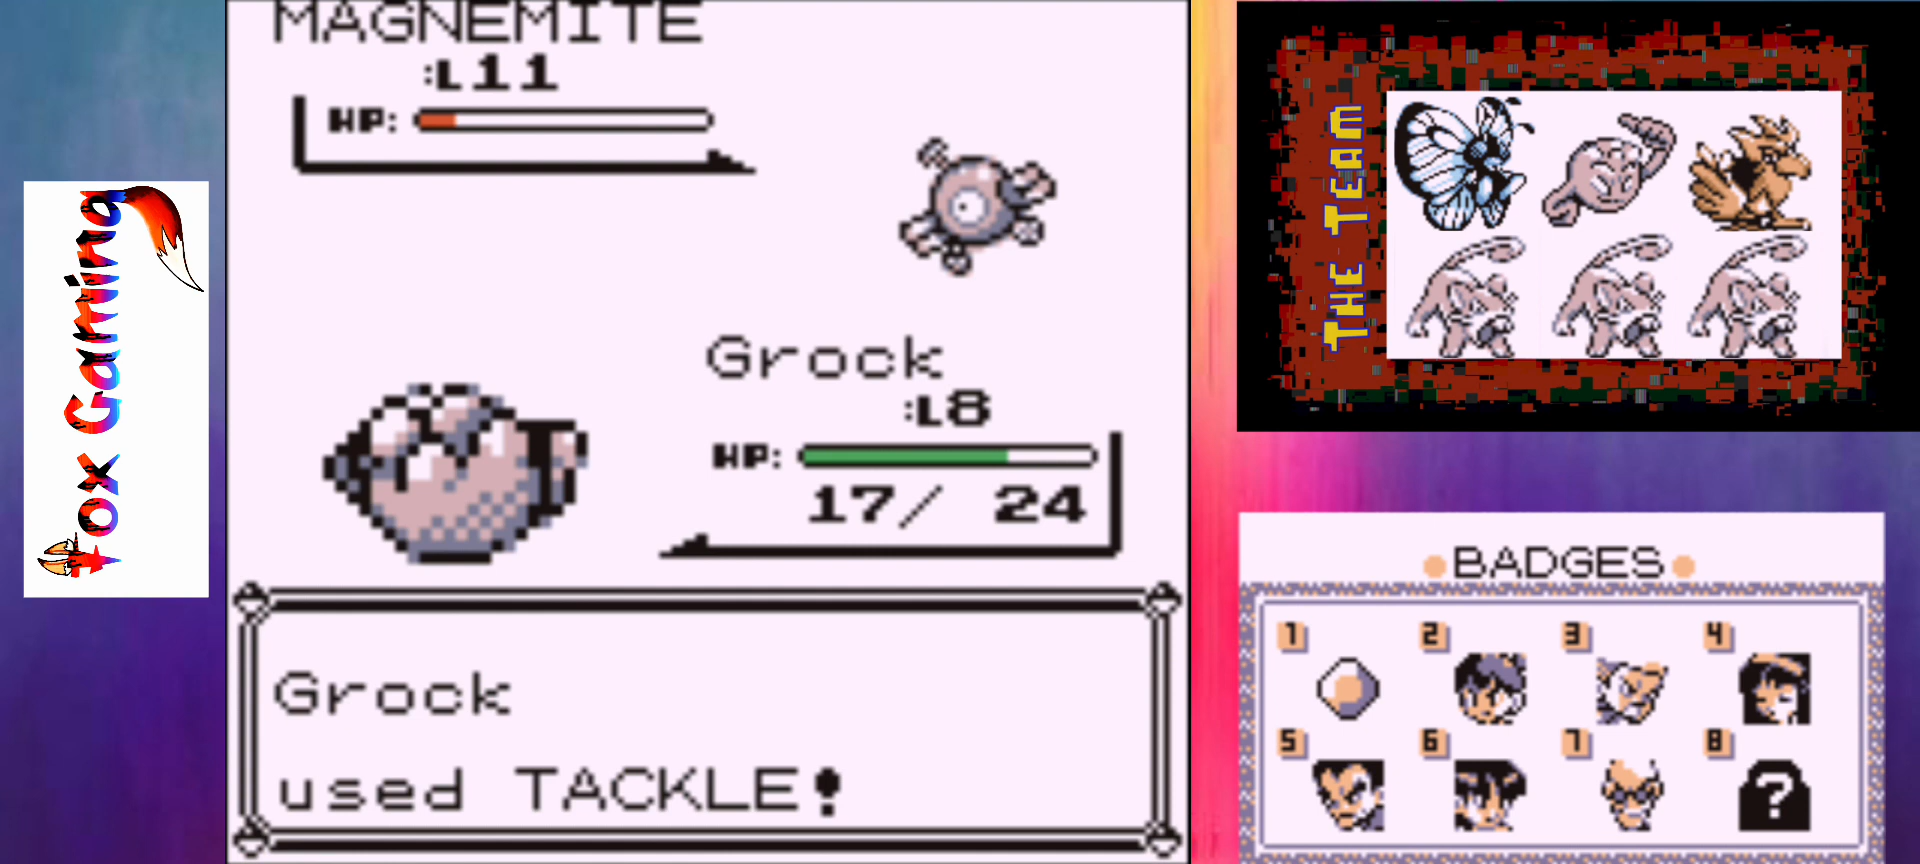 Fox Gaming
MAGNEMITE
:L11
HP:
Grock
:L8
HP:
17/ 24
Grock
used TACKLE!
THE TEAM
BADGES
1 2 3 4
5 6 7 8
?